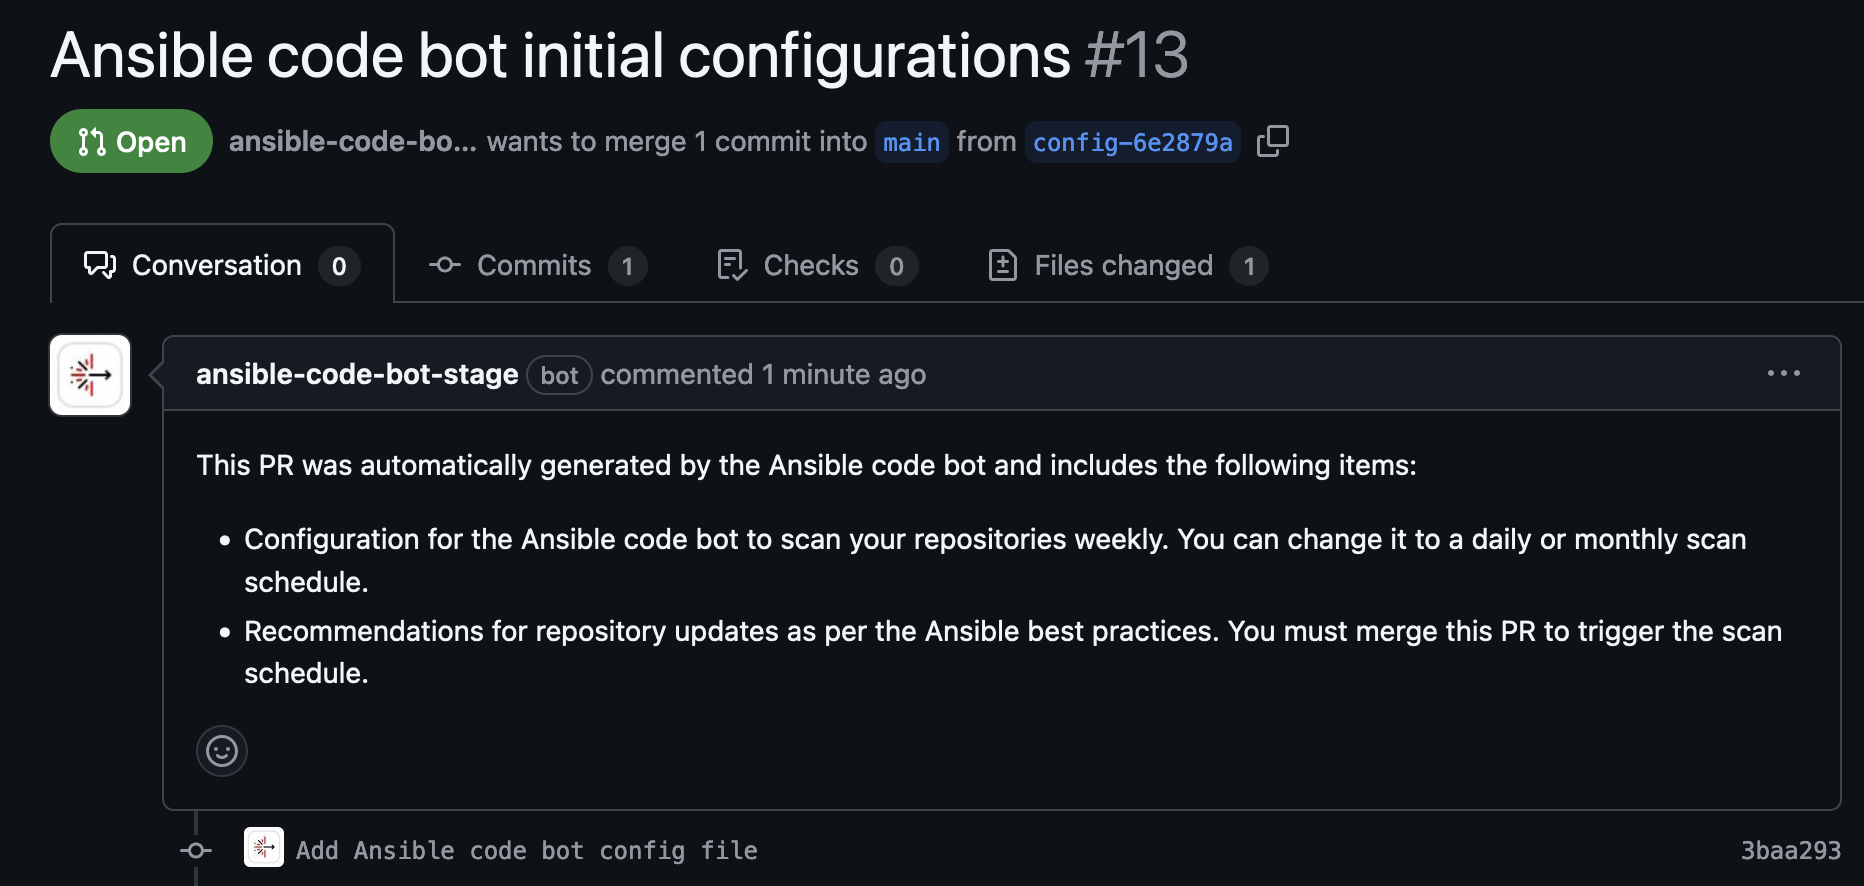 Ansible code bot initial configurations #13
Open ansible-code-bo... wants to merge 1 commit into main from config-6e2879a
Conversation 0 Commits 1 Checks 0 Files changed 1
ansible-code-bot-stage bot commented 1 minute ago
This PR was automatically generated by the Ansible code bot and includes the following items:
• Configuration for the Ansible code bot to scan your repositories weekly. You can change it to a daily or monthly scan
schedule.
• Recommendations for repository updates as per the Ansible best practices. You must merge this PR to trigger the scan
schedule.
Add Ansible code bot config file 3baa293